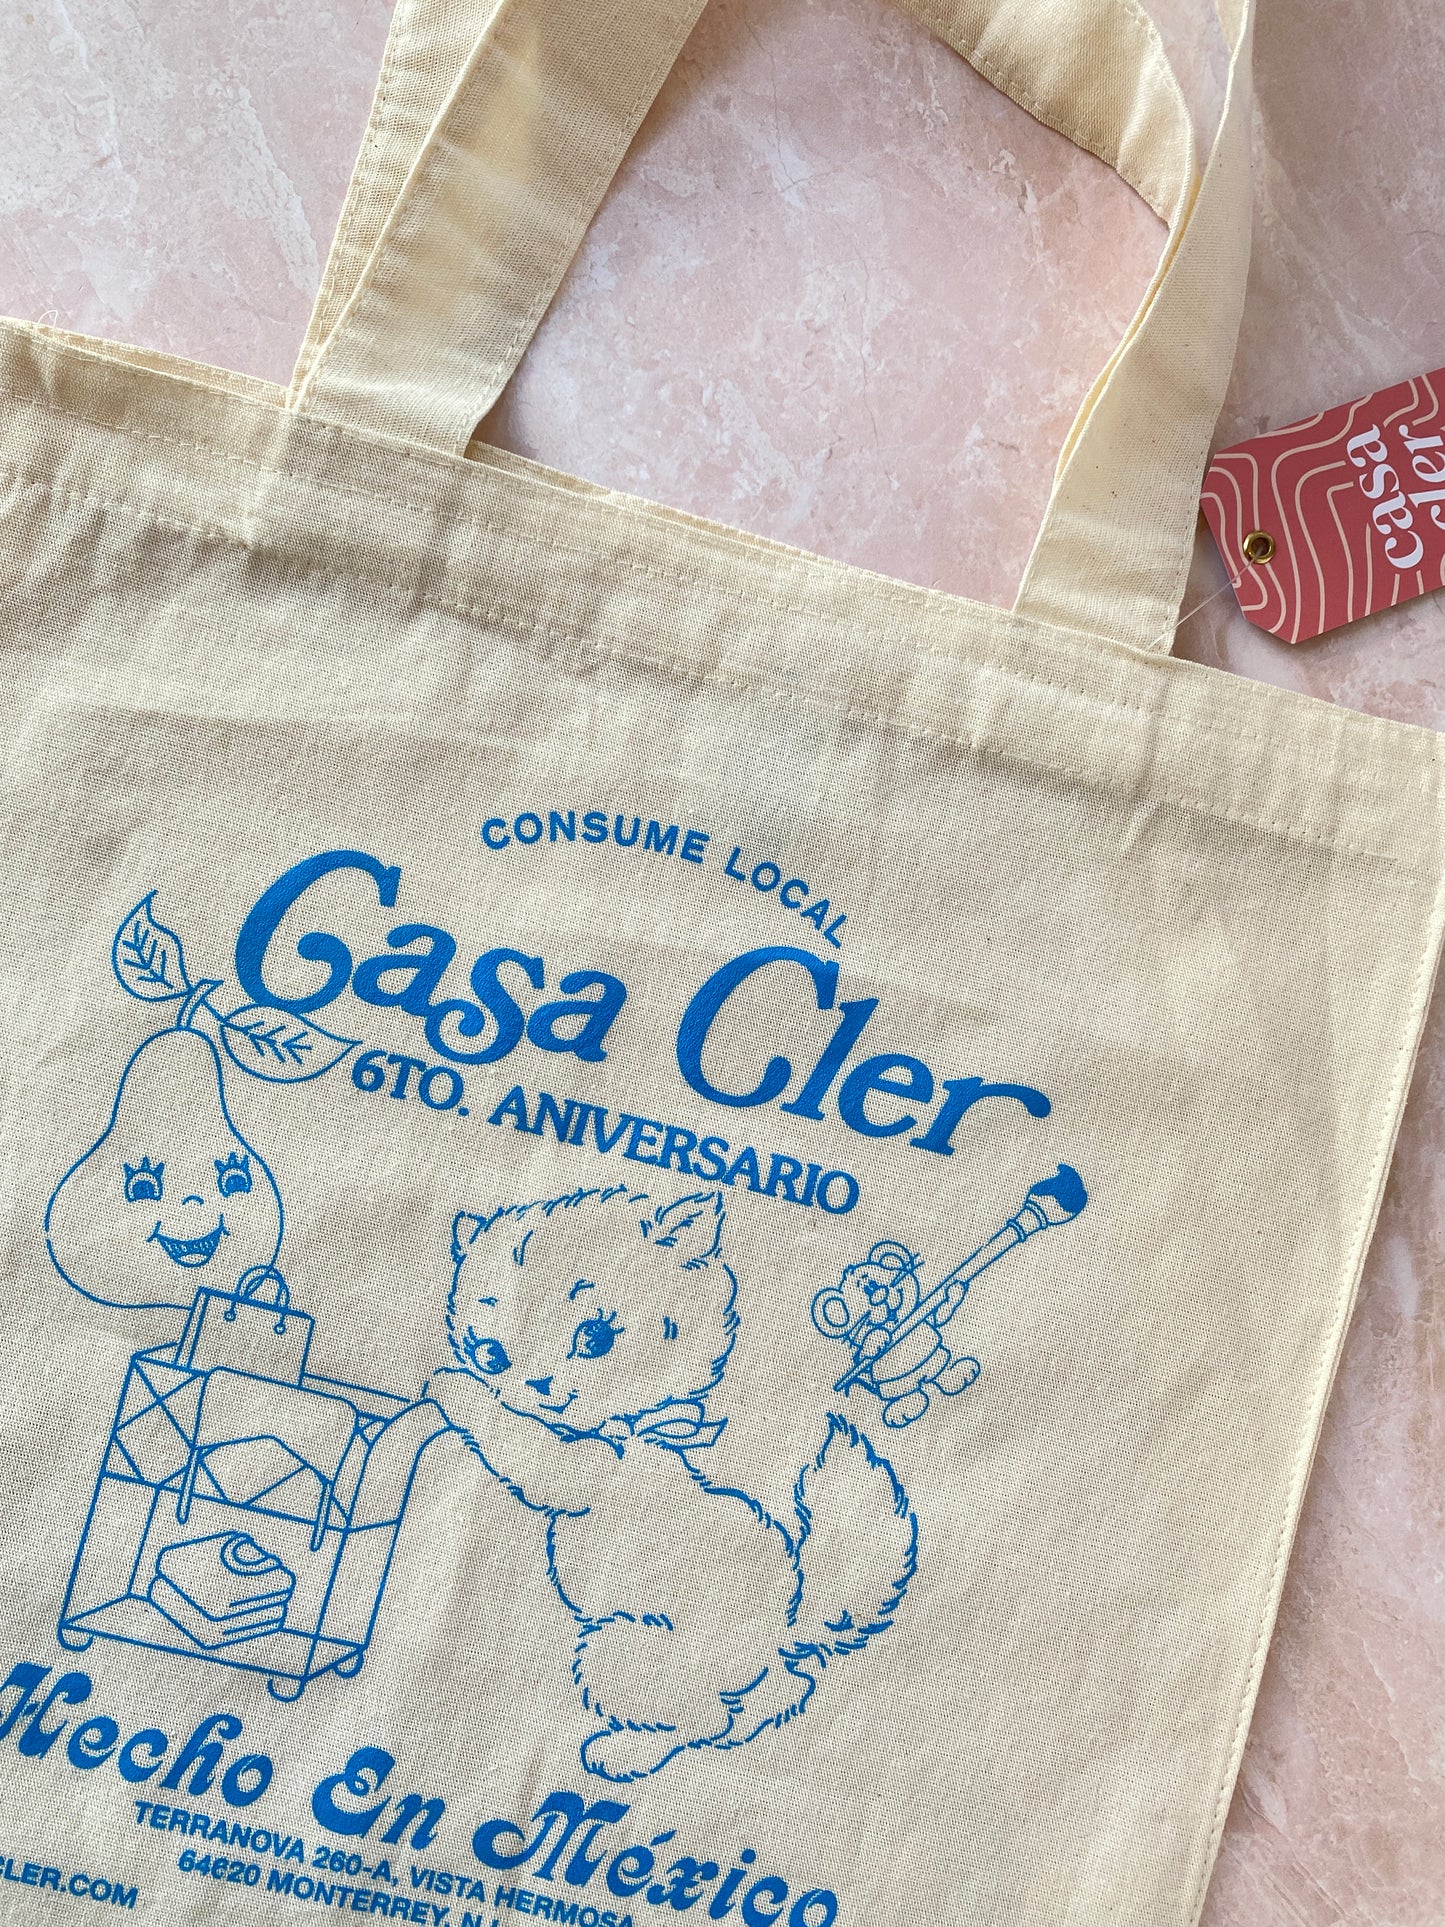 casa
cler
CONSUME LOCAL
Casa Cler
6TO. ANIVERSARIO
Hecho En México
TERRANOVA 260-A, VISTA HERMOSA
64620 MONTERREY, N.
CLER.COM